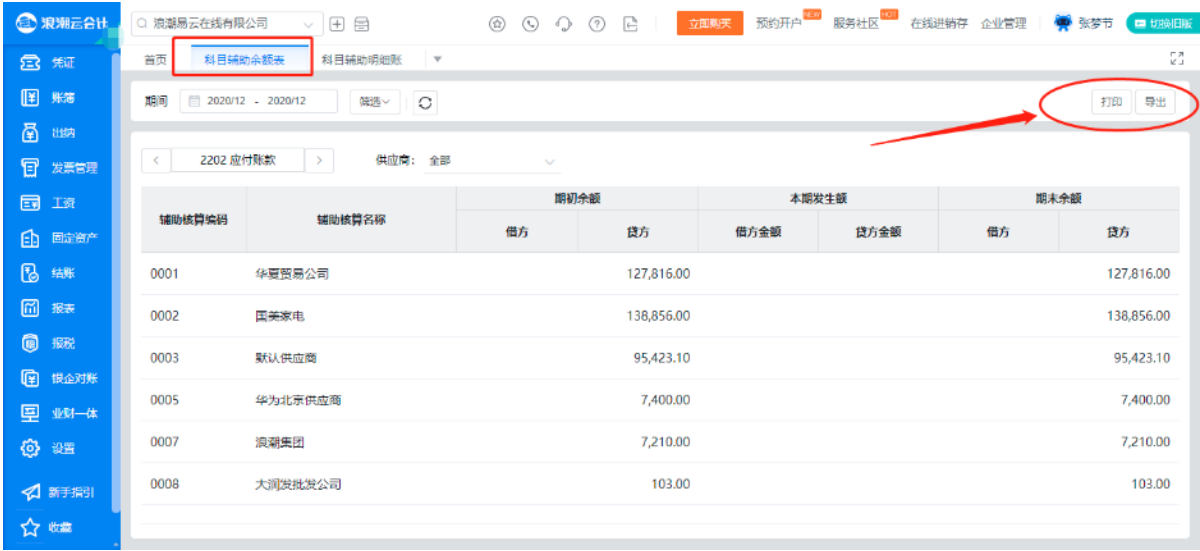 浪潮云会计
浪潮易云在线有限公司
立即购买
预约开户
NEW
服务社区
HOT
在线进销存
企业管理
张梦节
切换旧版
凭证
账簿
出纳
发票管理
工资
固定资产
结账
报表
报税
银企对账
业财一体
设置
新手指引
收藏
首页
科目辅助余额表
科目辅助明细账
期间
2020/12 - 2020/12
筛选
打印
导出
2202 应付账款
供应商： 全部
辅助核算编码 辅助核算名称 期初余额 本期发生额 期末余额
借方 贷方 借方金额 贷方金额 借方 贷方
0001 华夏贸易公司 127,816.00 127,816.00
0002 国美家电 138,856.00 138,856.00
0003 默认供应商 95,423.10 95,423.10
0005 华为北京供应商 7,400.00 7,400.00
0007 浪潮集团 7,210.00 7,210.00
0008 大润发批发公司 103.00 103.00